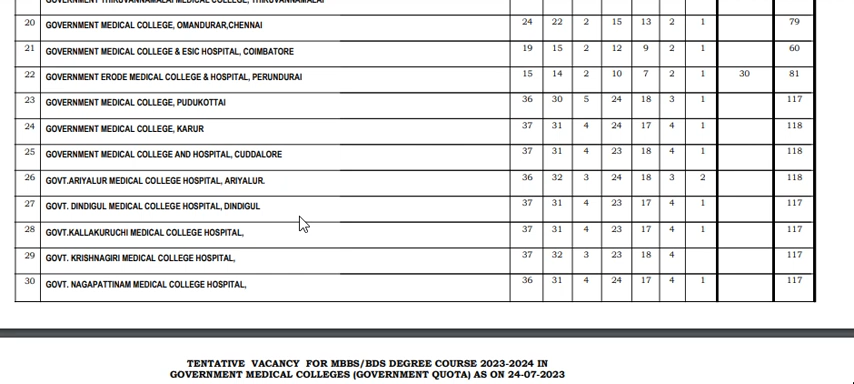 GOVERNMENT THIRUVANNAMALAI MEDICAL COLLEGE, THIRUVANNAMALAI
20 GOVERNMENT MEDICAL COLLEGE, OMANDURAR,CHENNAI 24 22 2 15 13 2 1 79
21 GOVERNMENT MEDICAL COLLEGE & ESIC HOSPITAL, COIMBATORE 19 15 2 12 9 2 1 60
22 GOVERNMENT ERODE MEDICAL COLLEGE & HOSPITAL, PERUNDURAI 15 14 2 10 7 2 1 30 81
23 GOVERNMENT MEDICAL COLLEGE, PUDUKOTTAI 36 30 5 24 18 3 1 117
24 GOVERNMENT MEDICAL COLLEGE, KARUR 37 31 4 24 17 4 1 118
25 GOVERNMENT MEDICAL COLLEGE AND HOSPITAL, CUDDALORE 37 31 4 23 18 4 1 118
26 GOVT.ARIYALUR MEDICAL COLLEGE HOSPITAL, ARIYALUR. 36 32 3 24 18 3 2 118
27 GOVT. DINDIGUL MEDICAL COLLEGE HOSPITAL, DINDIGUL 37 31 4 23 17 4 1 117
28 GOVT.KALLAKURUCHI MEDICAL COLLEGE HOSPITAL, 37 31 4 23 17 4 1 117
29 GOVT. KRISHNAGIRI MEDICAL COLLEGE HOSPITAL, 37 32 3 23 18 4 117
30 GOVT. NAGAPATTINAM MEDICAL COLLEGE HOSPITAL, 36 31 4 24 17 4 1 117
TENTATIVE VACANCY FOR MBBS/BDS DEGREE COURSE 2023-2024 IN
GOVERNMENT MEDICAL COLLEGES (GOVERNMENT QUOTA) AS ON 24-07-2023